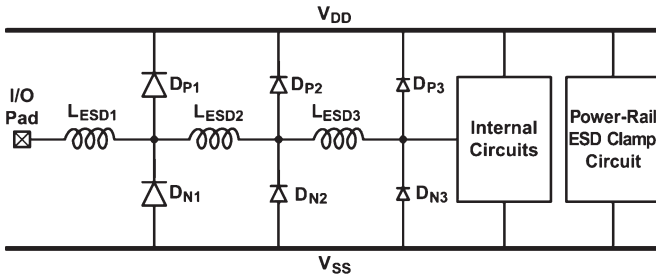 VDD
I/O
Pad
LESD1
DP1
LESD2
DP2
LESD3
DP3
DN1
DN2
DN3
Internal
Circuits
Power-Rail
ESD Clamp
Circuit
VSS